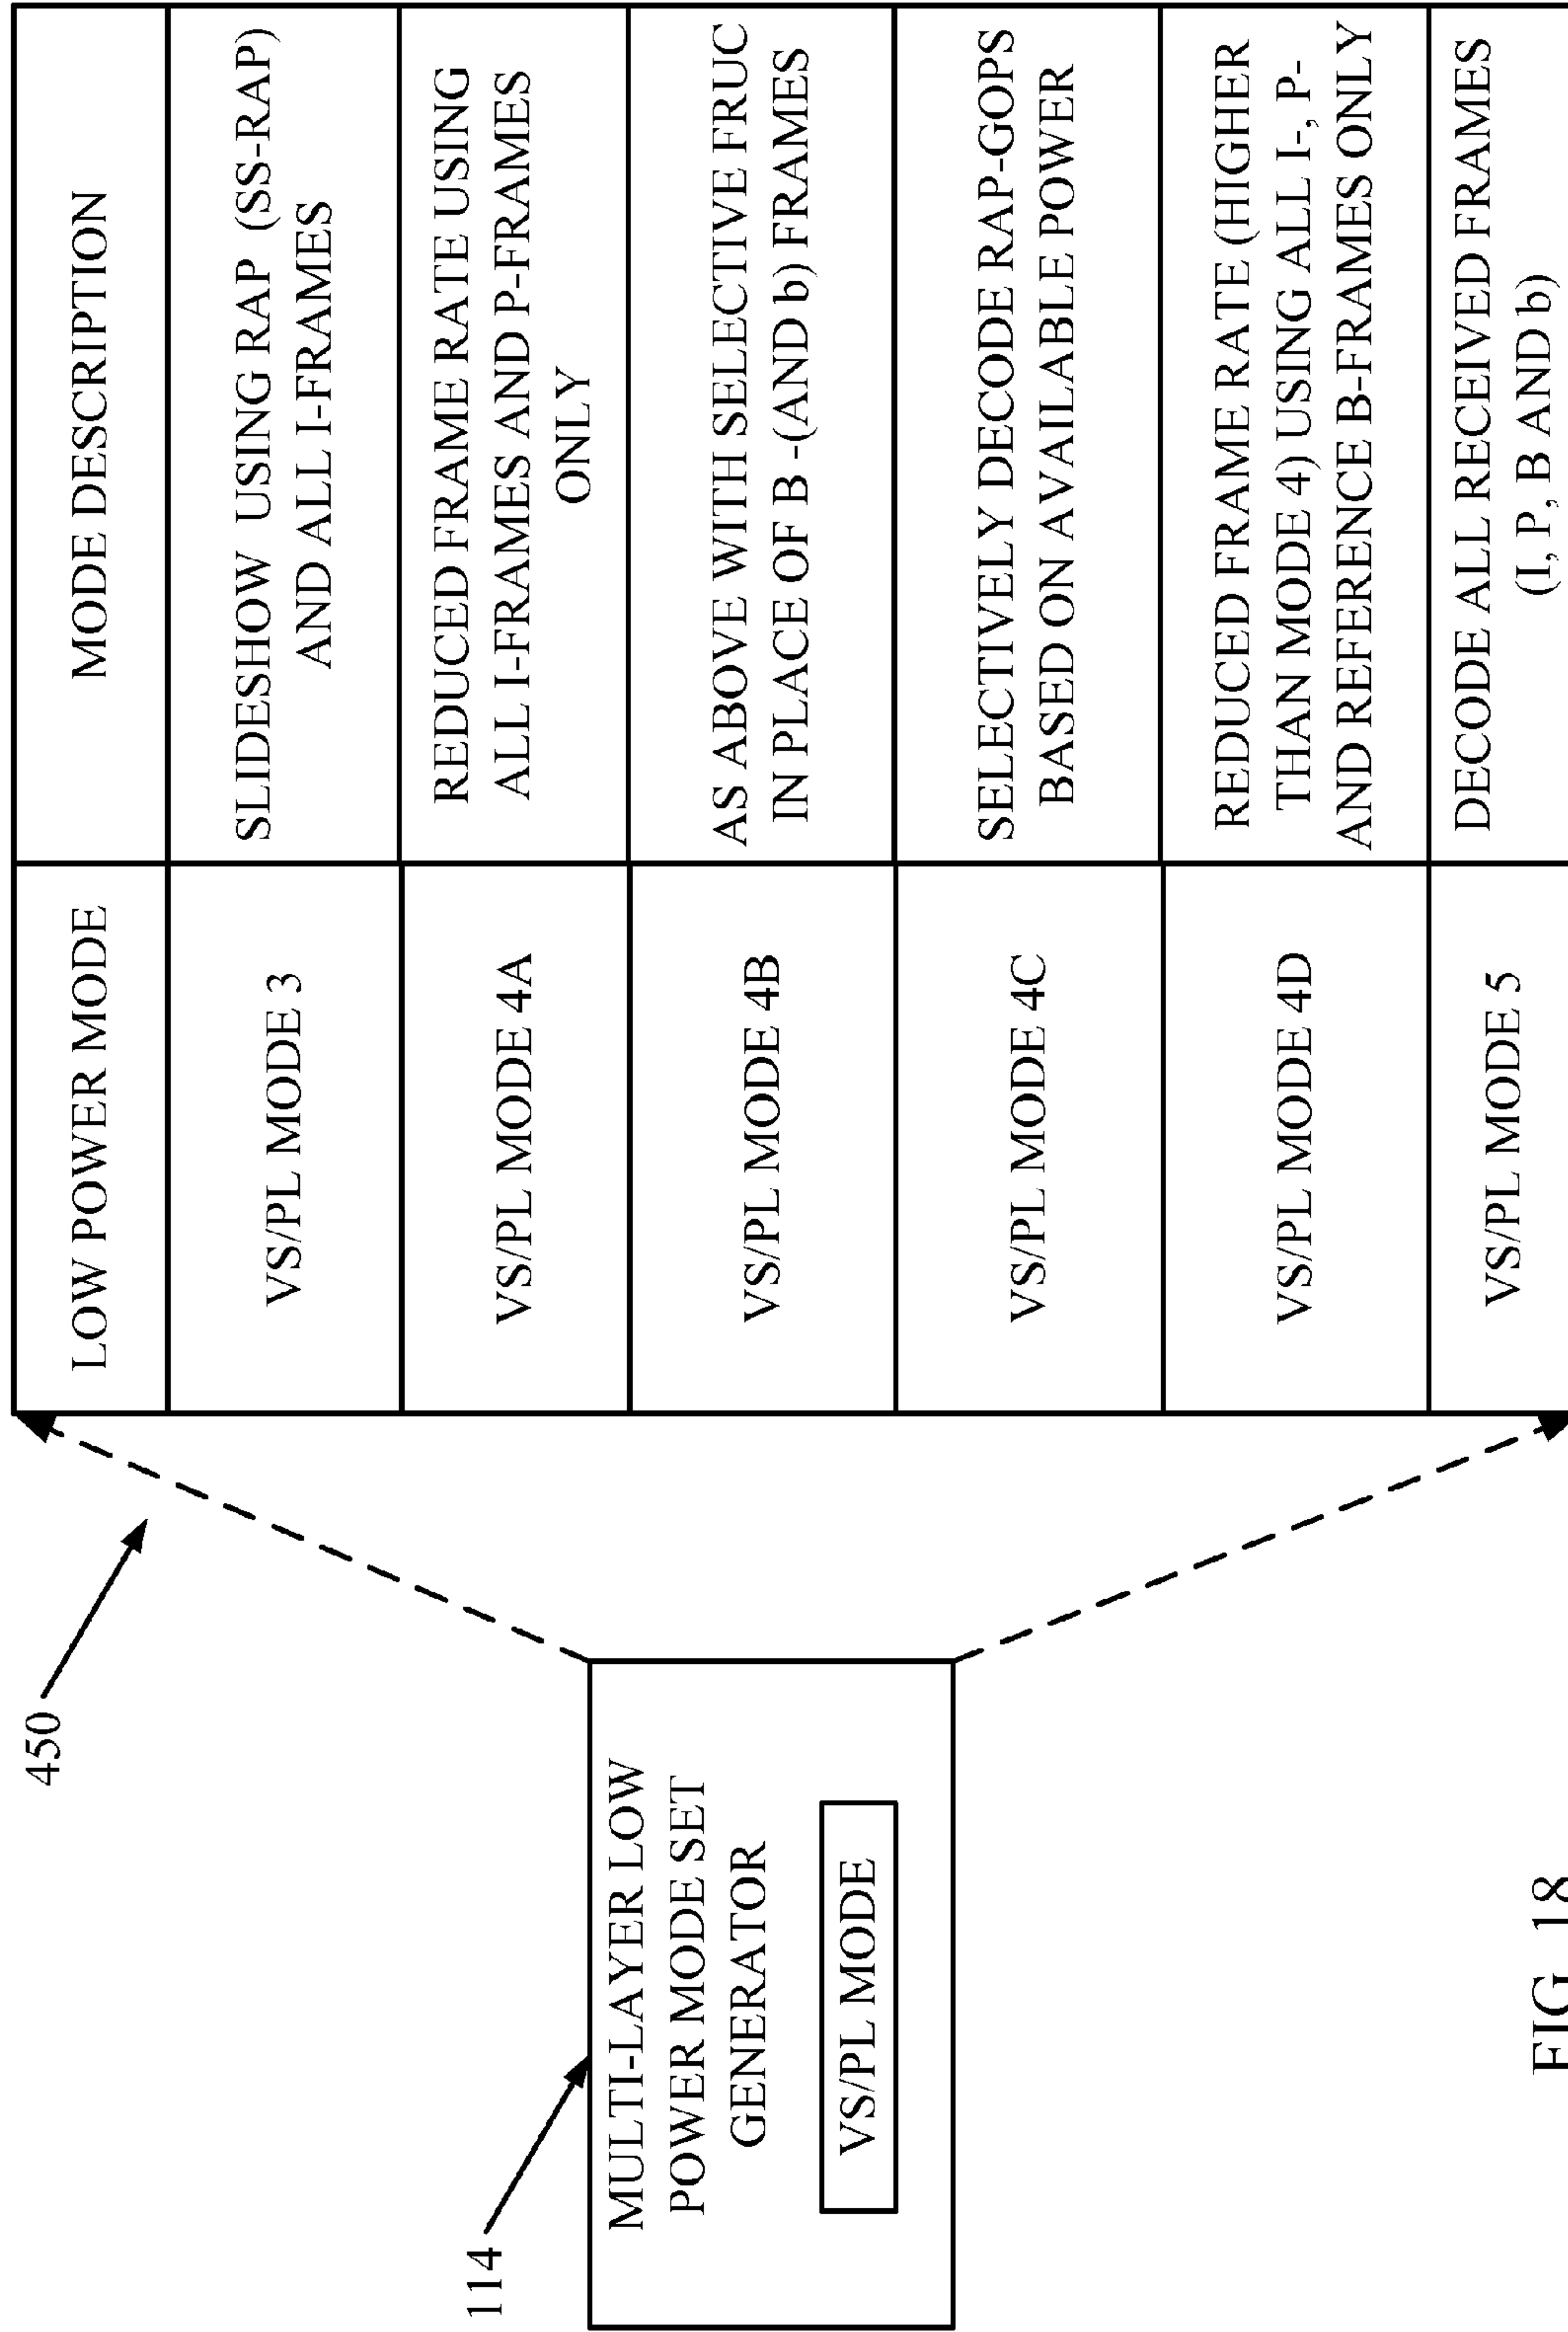 450
114
MULTI-LAYER LOW
POWER MODE SET
GENERATOR
VS/PL MODE
LOW POWER MODE
MODE DESCRIPTION
VS/PL MODE 3
SLIDESHOW USING RAP (SS-RAP)
AND ALL I-FRAMES
VS/PL MODE 4A
REDUCED FRAME RATE USING
ALL I-FRAMES AND P-FRAMES
ONLY
VS/PL MODE 4B
AS ABOVE WITH SELECTIVE FRUC
IN PLACE OF B -(AND b) FRAMES
VS/PL MODE 4C
SELECTIVELY DECODE RAP-GOPS
BASED ON AVAILABLE POWER
VS/PL MODE 4D
REDUCED FRAME RATE (HIGHER
THAN MODE 4) USING ALL I-, P-
AND REFERENCE B-FRAMES ONLY
VS/PL MODE 5
DECODE ALL RECEIVED FRAMES
(I, P, B AND b)
FIG. 18